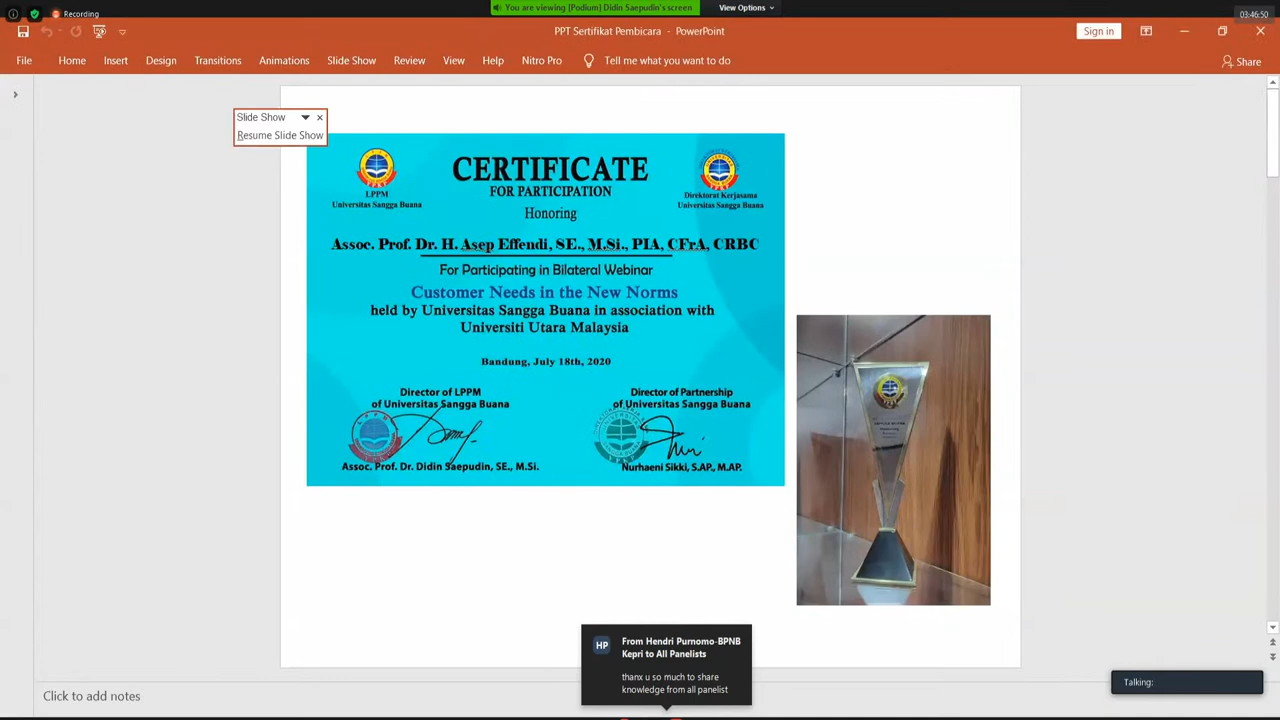 Recording
You are viewing [Podium] Didin Saepudin's screen
View Options
03:46:50
PPT Sertifikat Pembicara - PowerPoint
Sign in
File Home Insert Design Transitions Animations Slide Show Review View Help Nitro Pro Tell me what you want to do
Share
Slide Show
Resume Slide Show
LPPM
Universitas Sangga Buana
CERTIFICATE
FOR PARTICIPATION
Honoring
Direktorat Kerjasama
Universitas Sangga Buana
Assoc. Prof. Dr. H. Asep Effendi, SE., M.Si., PIA, CFrA, CRBC
For Participating in Bilateral Webinar
Customer Needs in the New Norms
held by Universitas Sangga Buana in association with
Universiti Utara Malaysia
Bandung, July 18th, 2020
Director of LPPM
of Universitas Sangga Buana
Assoc. Prof. Dr. Didin Saepudin, SE., M.Si.
Director of Partnership
of Universitas Sangga Buana
Nurhaeni Sikki, S.AP., M.AP.
HP
From Hendri Purnomo-BPNB
Kepri to All Panelists
thanx u so much to share
knowledge from all panelist
Talking:
Click to add notes